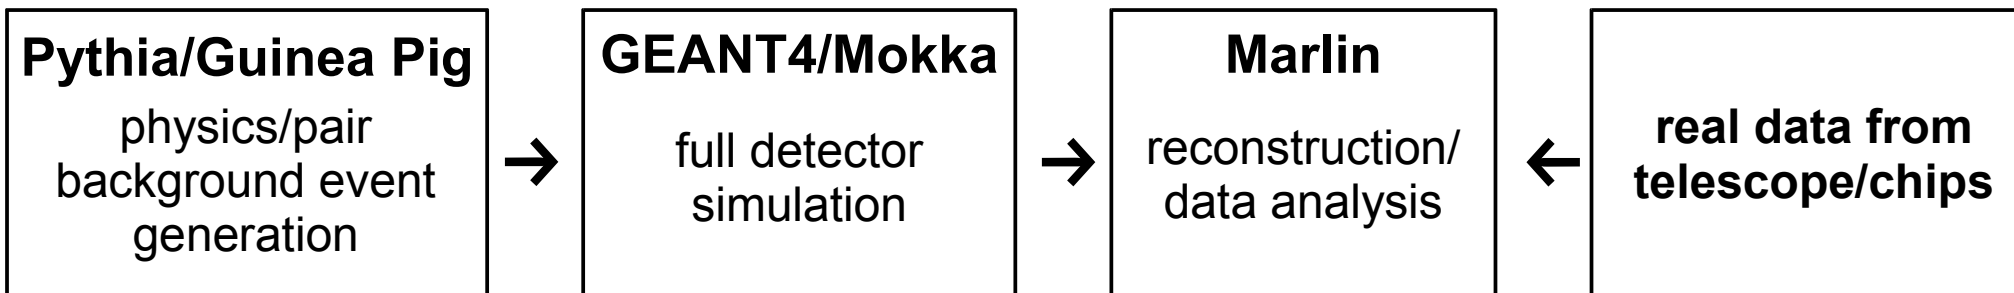 Pythia/Guinea Pig
physics/pair
background event
generation
GEANT4/Mokka
full detector
simulation
Marlin
reconstruction/
data analysis
real data from
telescope/chips